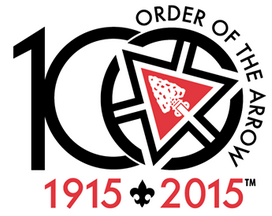 ORDER OF THE ARROW
100
1915 ⚜ 2015™